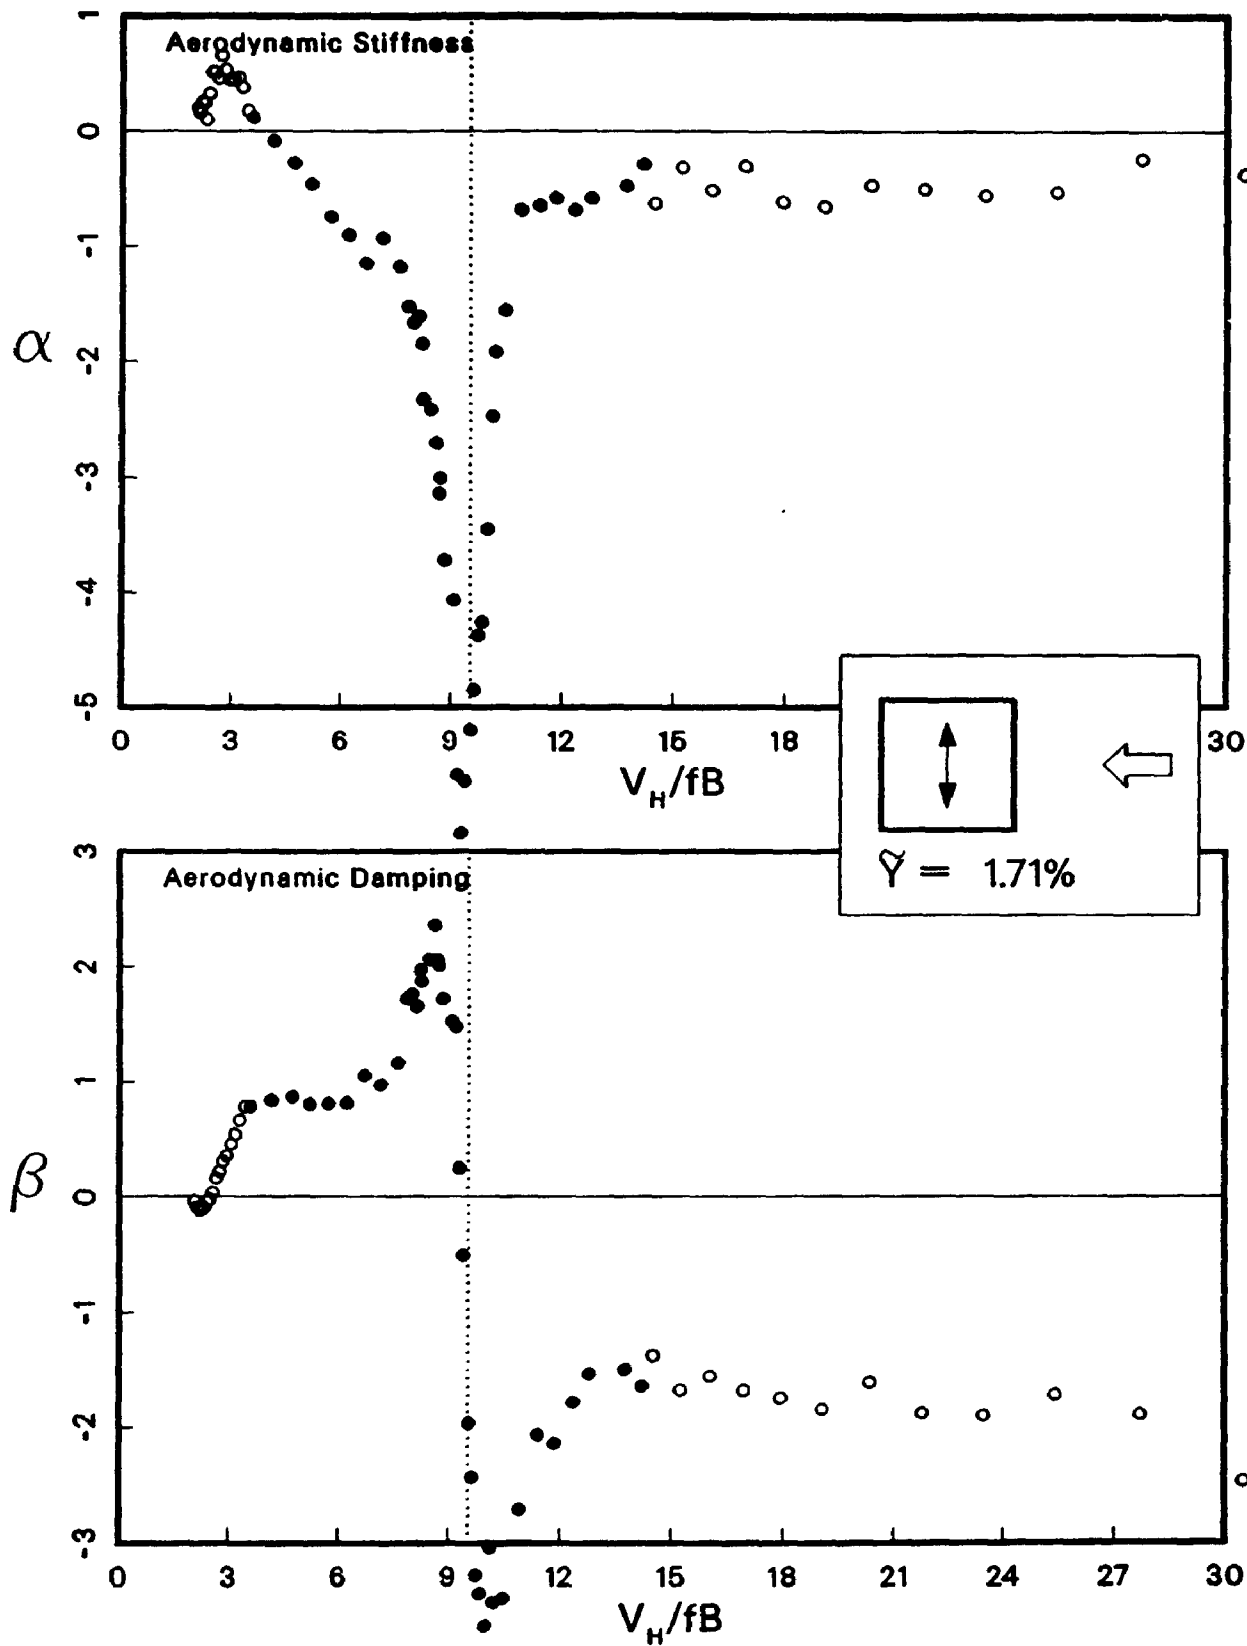 Aerodynamic Stiffness
1
0
-1
-2
-3
-4
-5
α
0 3 6 9 12 15 18 30
V_H/fB
Ỹ = 1.71%
Aerodynamic Damping
3
2
1
0
-1
-2
-3
β
0 3 6 9 12 15 18 21 24 27 30
V_H/fB